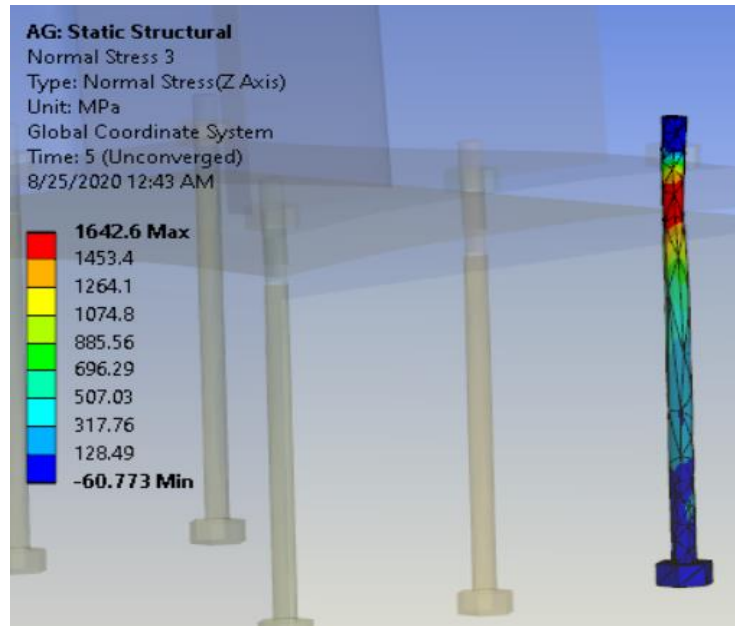 AG: Static Structural
Normal Stress 3
Type: Normal Stress(Z Axis)
Unit: MPa
Global Coordinate System
Time: 5 (Unconverged)
8/25/2020 12:43 AM
1642.6 Max
1453.4
1264.1
1074.8
885.56
696.29
507.03
317.76
128.49
-60.773 Min